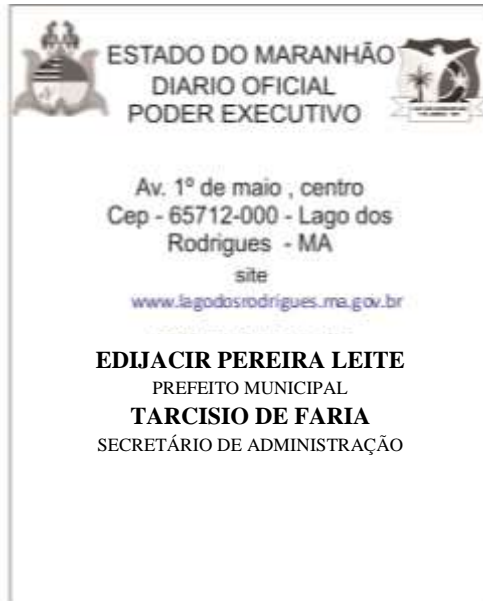 ESTADO DO MARANHÃO
DIARIO OFICIAL
PODER EXECUTIVO
Av. 1º de maio , centro
Cep - 65712-000 - Lago dos
Rodrigues - MA
site
www.lagodosrodrigues.ma.gov.br
EDIJACIR PEREIRA LEITE
PREFEITO MUNICIPAL
TARCISIO DE FARIA
SECRETÁRIO DE ADMINISTRAÇÃO